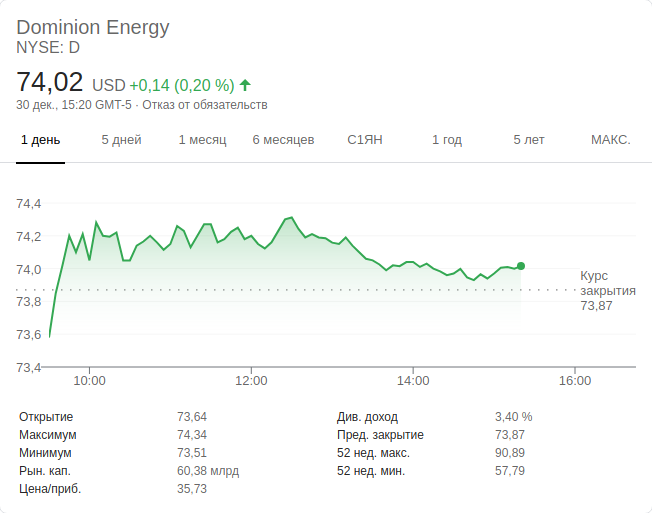 Dominion Energy
NYSE: D
74,02 USD +0,14 (0,20 %)
30 дек., 15:20 GMT-5 · Отказ от обязательств
1 день 5 дней 1 месяц 6 месяцев С1ЯН 1 год 5 лет МАКС.
74,4
74,2
74,0
73,8
73,6
73,4
Курс
закрытия
73,87
10:00 12:00 14:00 16:00
Открытие 73,64
Максимум 74,34
Минимум 73,51
Рын. кап. 60,38 млрд
Цена/приб. 35,73
Див. доход 3,40 %
Пред. закрытие 73,87
52 нед. макс. 90,89
52 нед. мин. 57,79